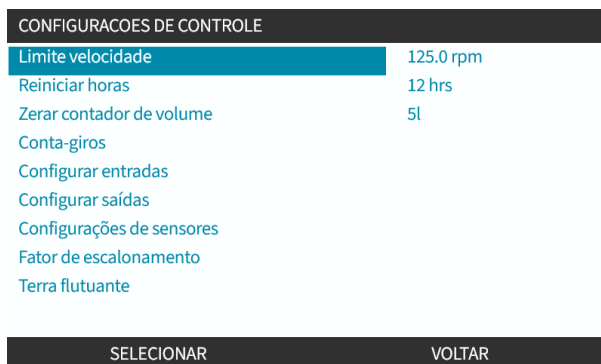 CONFIGURACOES DE CONTROLE
Limite velocidade 125.0 rpm
Reiniciar horas 12 hrs
Zerar contador de volume 5l
Conta-giros
Configurar entradas
Configurar saídas
Configurações de sensores
Fator de escalonamento
Terra flutuante
SELECIONAR VOLTAR